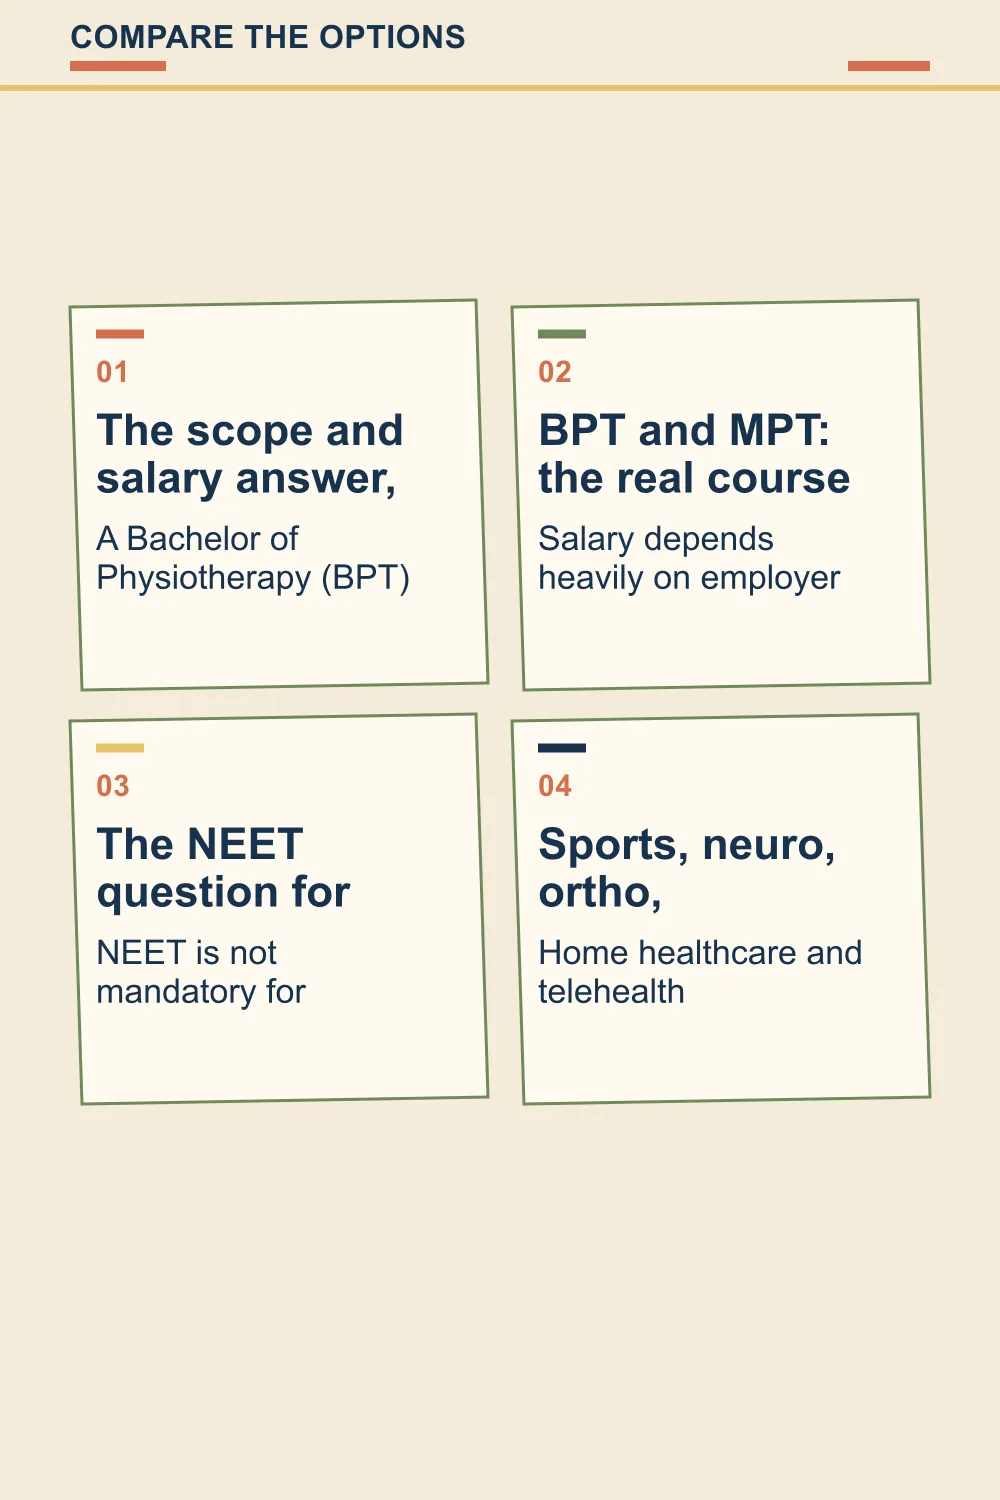 COMPARE THE OPTIONS
01
The scope and
salary answer,
A Bachelor of
Physiotherapy (BPT)
02
BPT and MPT:
the real course
Salary depends
heavily on employer
03
The NEET
question for
NEET is not
mandatory for
04
Sports, neuro,
ortho,
Home healthcare and
telehealth